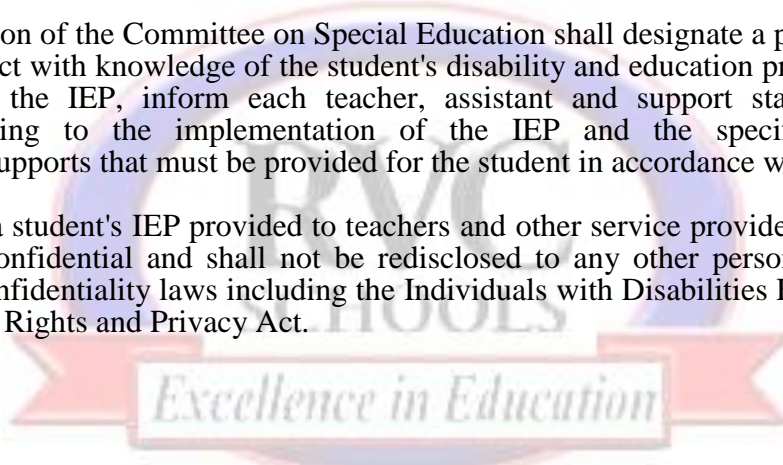 on of the Committee on Special Education shall designate a p
ct with knowledge of the student's disability and education pr
the IEP, inform each teacher, assistant and support sta
ing to the implementation of the IEP and the speci
upports that must be provided for the student in accordance w
a student's IEP provided to teachers and other service provide
onfidential and shall not be redisclosed to any other perso
nfidentiality laws including the Individuals with Disabilities
Rights and Privacy Act.
RVC
SCHOOLS
Excellence in Education